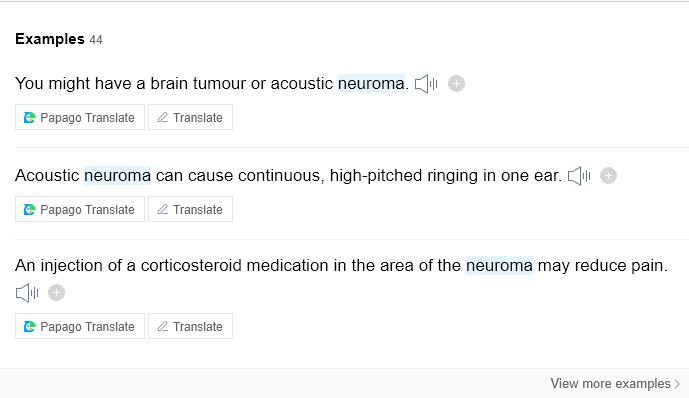 Examples 44
You might have a brain tumour or acoustic neuroma.
Papago Translate Translate
Acoustic neuroma can cause continuous, high-pitched ringing in one ear.
Papago Translate Translate
An injection of a corticosteroid medication in the area of the neuroma may reduce pain.
Papago Translate Translate
View more examples